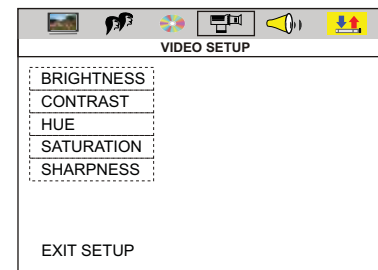 VIDEO SETUP
BRIGHTNESS
CONTRAST
HUE
SATURATION
SHARPNESS
EXIT SETUP